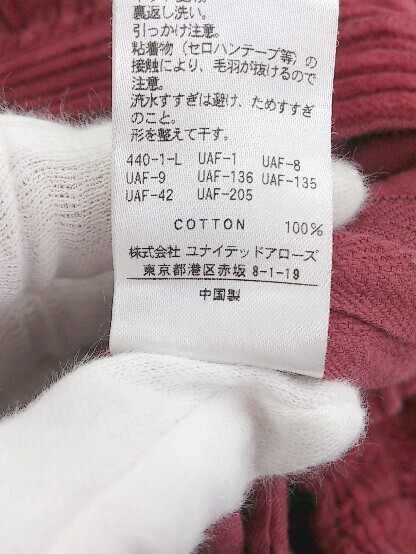 裏返し洗い。
引っかけ注意。
粘着物（セロハンテープ等）の
接触により、毛羽が抜けるので
注意。
流水すすぎは避け、ためすすぎ
のこと。
形を整えて干す。
440-1-L UAF-1 UAF-8
UAF-9 UAF-136 UAF-135
UAF-42 UAF-205
COTTON 100%
株式会社 ユナイテッドアローズ
東京都港区赤坂 8-1-19
中国製